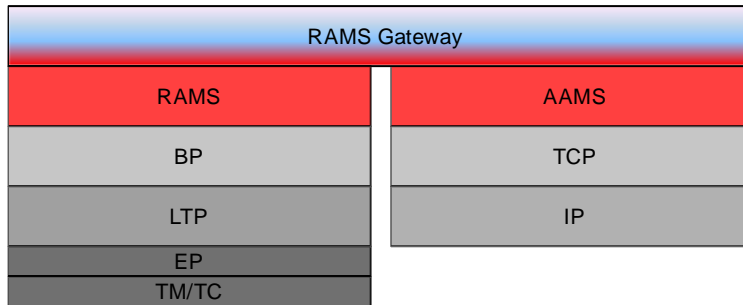 RAMS Gateway
RAMS
AAMS
BP
TCP
LTP
IP
EP
TM/TC